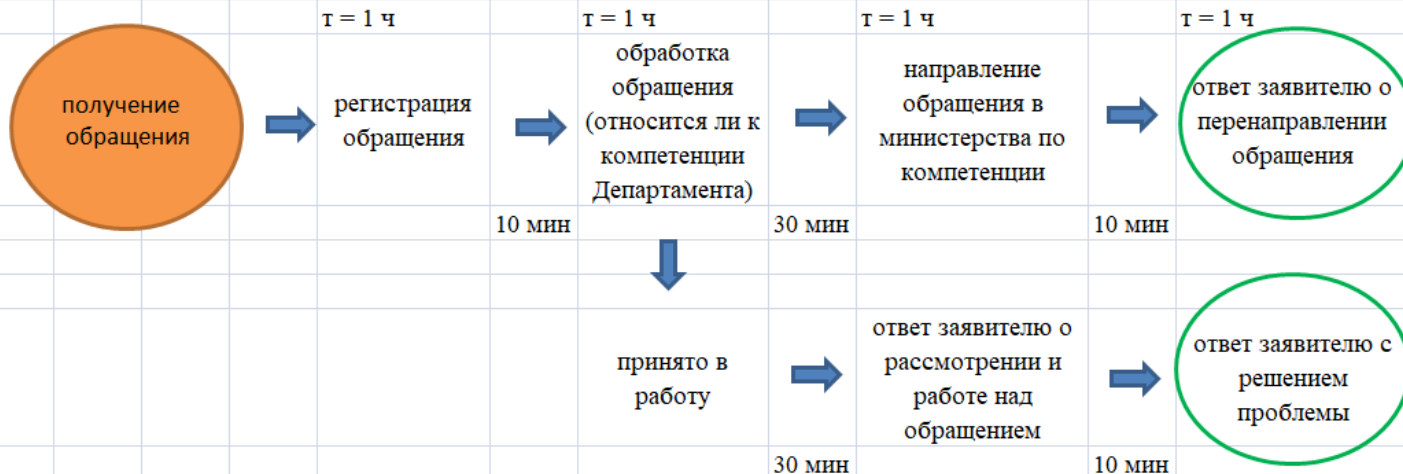 т = 1 ч
т = 1 ч
т = 1 ч
т = 1 ч
получение
обращения
регистрация
обращения
обработка
обращения
(относится ли к
компетенции
Департамента)
направление
обращения в
министерства по
компетенции
ответ заявителю о
перенаправлении
обращения
10 мин
30 мин
10 мин
принято в
работу
ответ заявителю о
рассмотрении и
работе над
обращением
ответ заявителю с
решением
проблемы
30 мин
10 мин